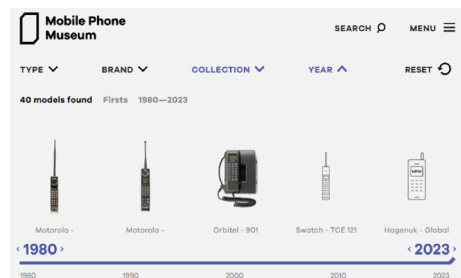 Mobile Phone
Museum
SEARCH
MENU
TYPE
BRAND
COLLECTION
YEAR
RESET
40 models found Firsts 1980—2023
Motorola - Motorola - Orbitel - 901 Swatch - TCE 121 Hagenuk - Global
‹ 1980 › ‹ 2023 ›
1980 1990 2000 2010 2023